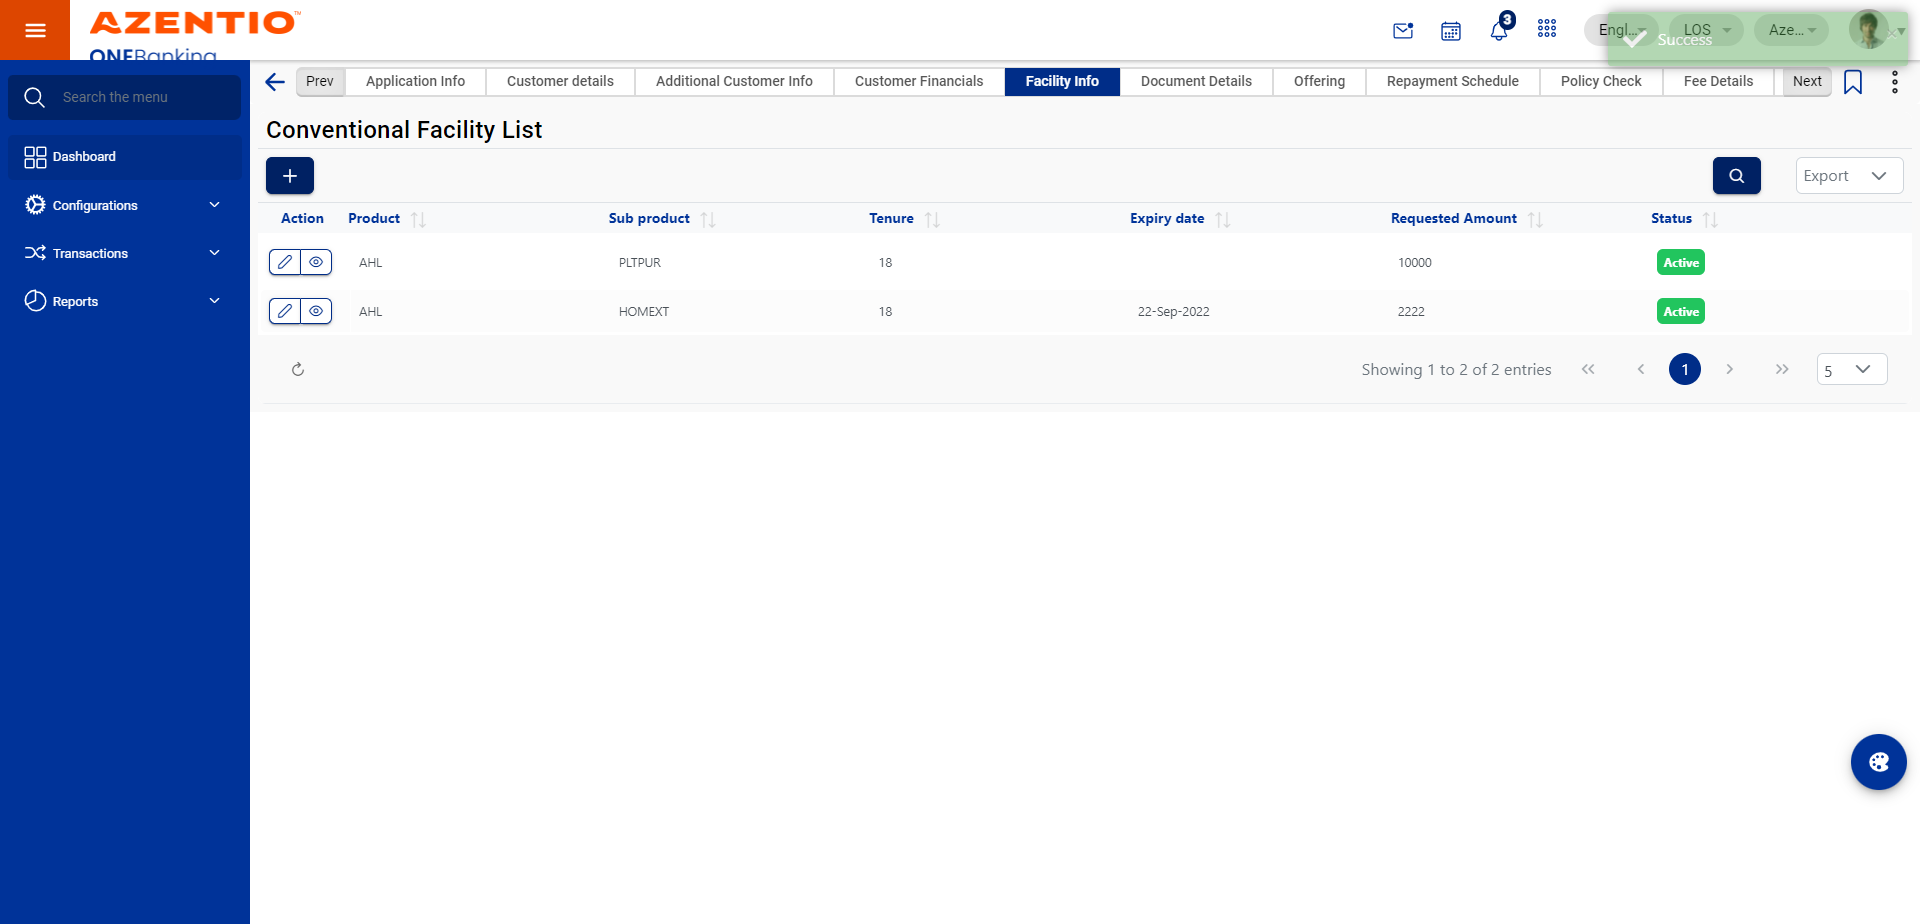 AZENTIO™
ONEBanking
3
Engl...
LOS
Aze...
Success
Search the menu
Dashboard
Configurations
Transactions
Reports
Prev
Application Info
Customer details
Additional Customer Info
Customer Financials
Facility Info
Document Details
Offering
Repayment Schedule
Policy Check
Fee Details
Next
Conventional Facility List
Export
Action Product Sub product Tenure Expiry date Requested Amount Status
AHL PLTPUR 18 10000 Active
AHL HOMEXT 18 22-Sep-2022 2222 Active
Showing 1 to 2 of 2 entries
1
5